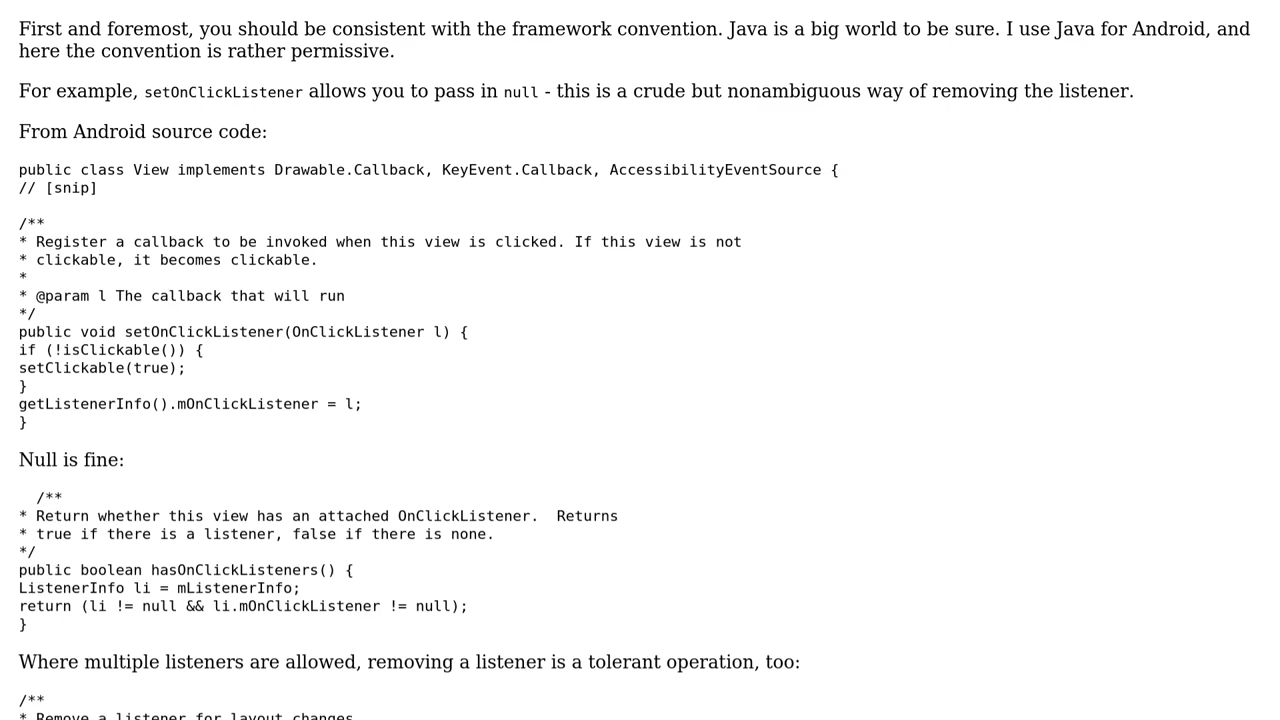 First and foremost, you should be consistent with the framework convention. Java is a big world to be sure. I use Java for Android, and
here the convention is rather permissive.
For example, setOnClickListener allows you to pass in null - this is a crude but nonambiguous way of removing the listener.
From Android source code:
public class View implements Drawable.Callback, KeyEvent.Callback, AccessibilityEventSource {
// [snip]
/**
* Register a callback to be invoked when this view is clicked. If this view is not
* clickable, it becomes clickable.
*
* @param l The callback that will run
*/
public void setOnClickListener(OnClickListener l) {
if (!isClickable()) {
setClickable(true);
}
getListenerInfo().mOnClickListener = l;
}
Null is fine:
/**
* Return whether this view has an attached OnClickListener.  Returns
* true if there is a listener, false if there is none.
*/
public boolean hasOnClickListeners() {
ListenerInfo li = mListenerInfo;
return (li != null && li.mOnClickListener != null);
}
Where multiple listeners are allowed, removing a listener is a tolerant operation, too:
/**
* Remove a listener for layout changes.